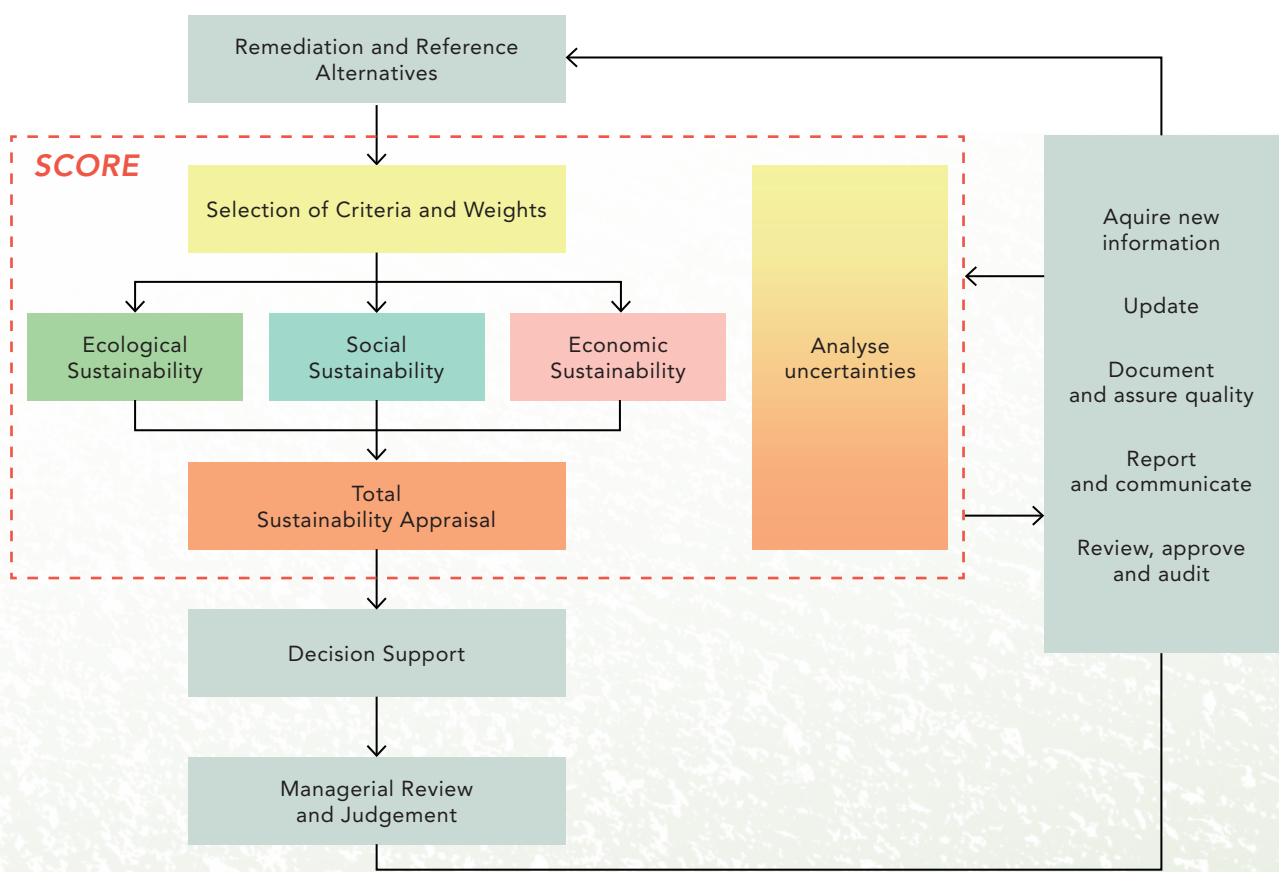 Remediation and Reference
Alternatives
SCORE
Selection of Criteria and Weights
Ecological
Sustainability
Social
Sustainability
Economic
Sustainability
Total
Sustainability Appraisal
Analyse
uncertainties
Aquire new
information
Update
Document
and assure quality
Report
and communicate
Review, approve
and audit
Decision Support
Managerial Review
and Judgement